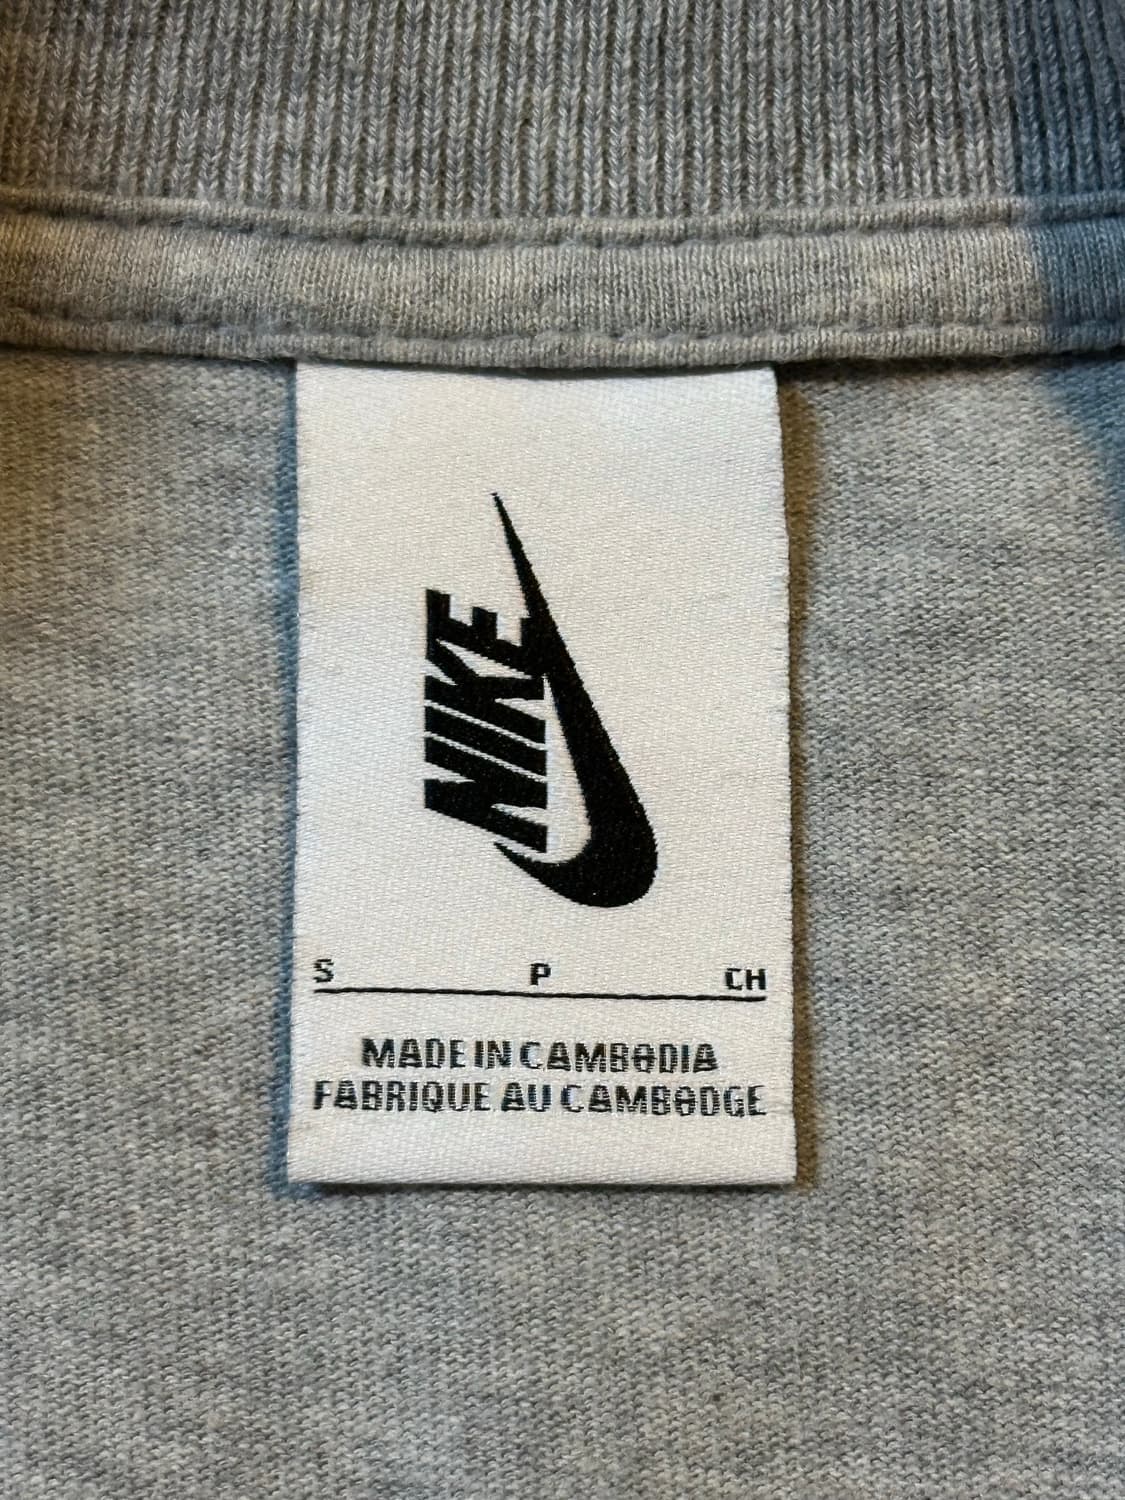 NIKE
S P CH
MADE IN CAMBODIA
FABRIQUE AU CAMBODGE